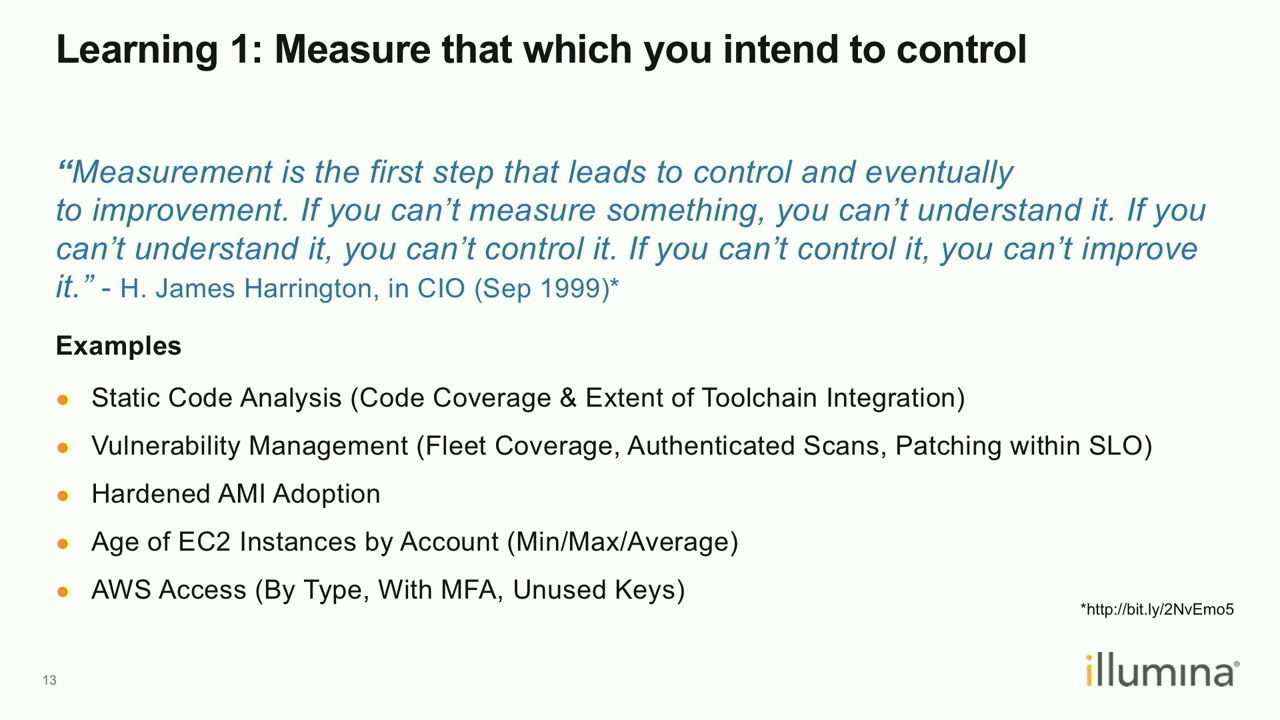 Learning 1: Measure that which you intend to control
“Measurement is the first step that leads to control and eventually
to improvement. If you can’t measure something, you can’t understand it. If you
can’t understand it, you can’t control it. If you can’t control it, you can’t improve
it.” - H. James Harrington, in CIO (Sep 1999)*
Examples
● Static Code Analysis (Code Coverage & Extent of Toolchain Integration)
● Vulnerability Management (Fleet Coverage, Authenticated Scans, Patching within SLO)
● Hardened AMI Adoption
● Age of EC2 Instances by Account (Min/Max/Average)
● AWS Access (By Type, With MFA, Unused Keys)
*http://bit.ly/2NvEmo5
13
illumina®